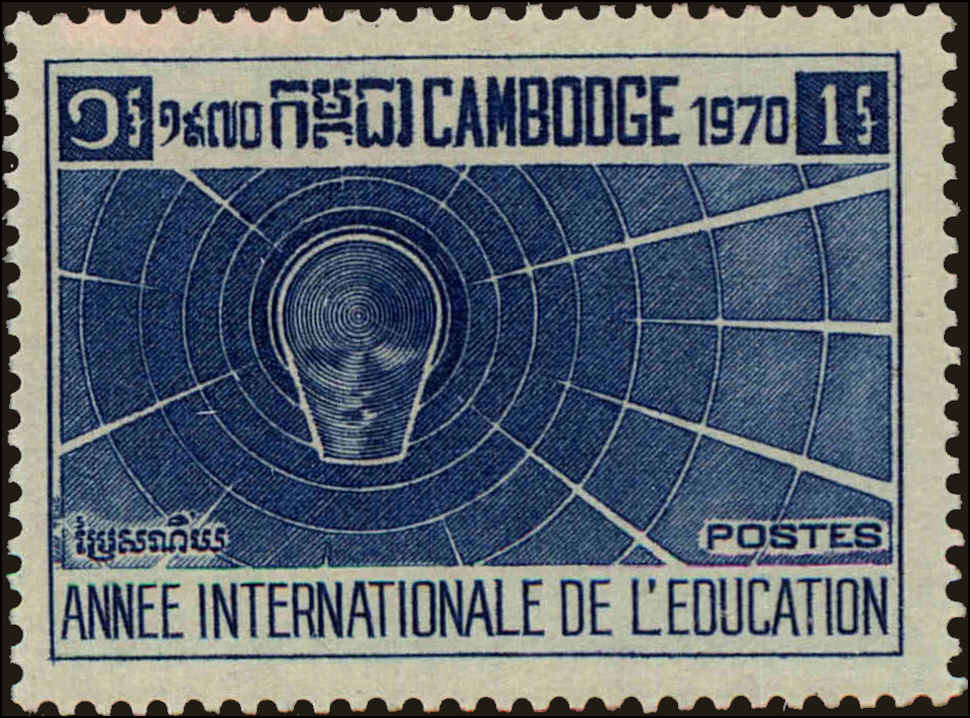 ១៛ ១៩៧០ កម្ពុជា CAMBODGE 1970 1៛
ប្រៃសណីយ៍ POSTES
ANNEE INTERNATIONALE DE L'EDUCATION